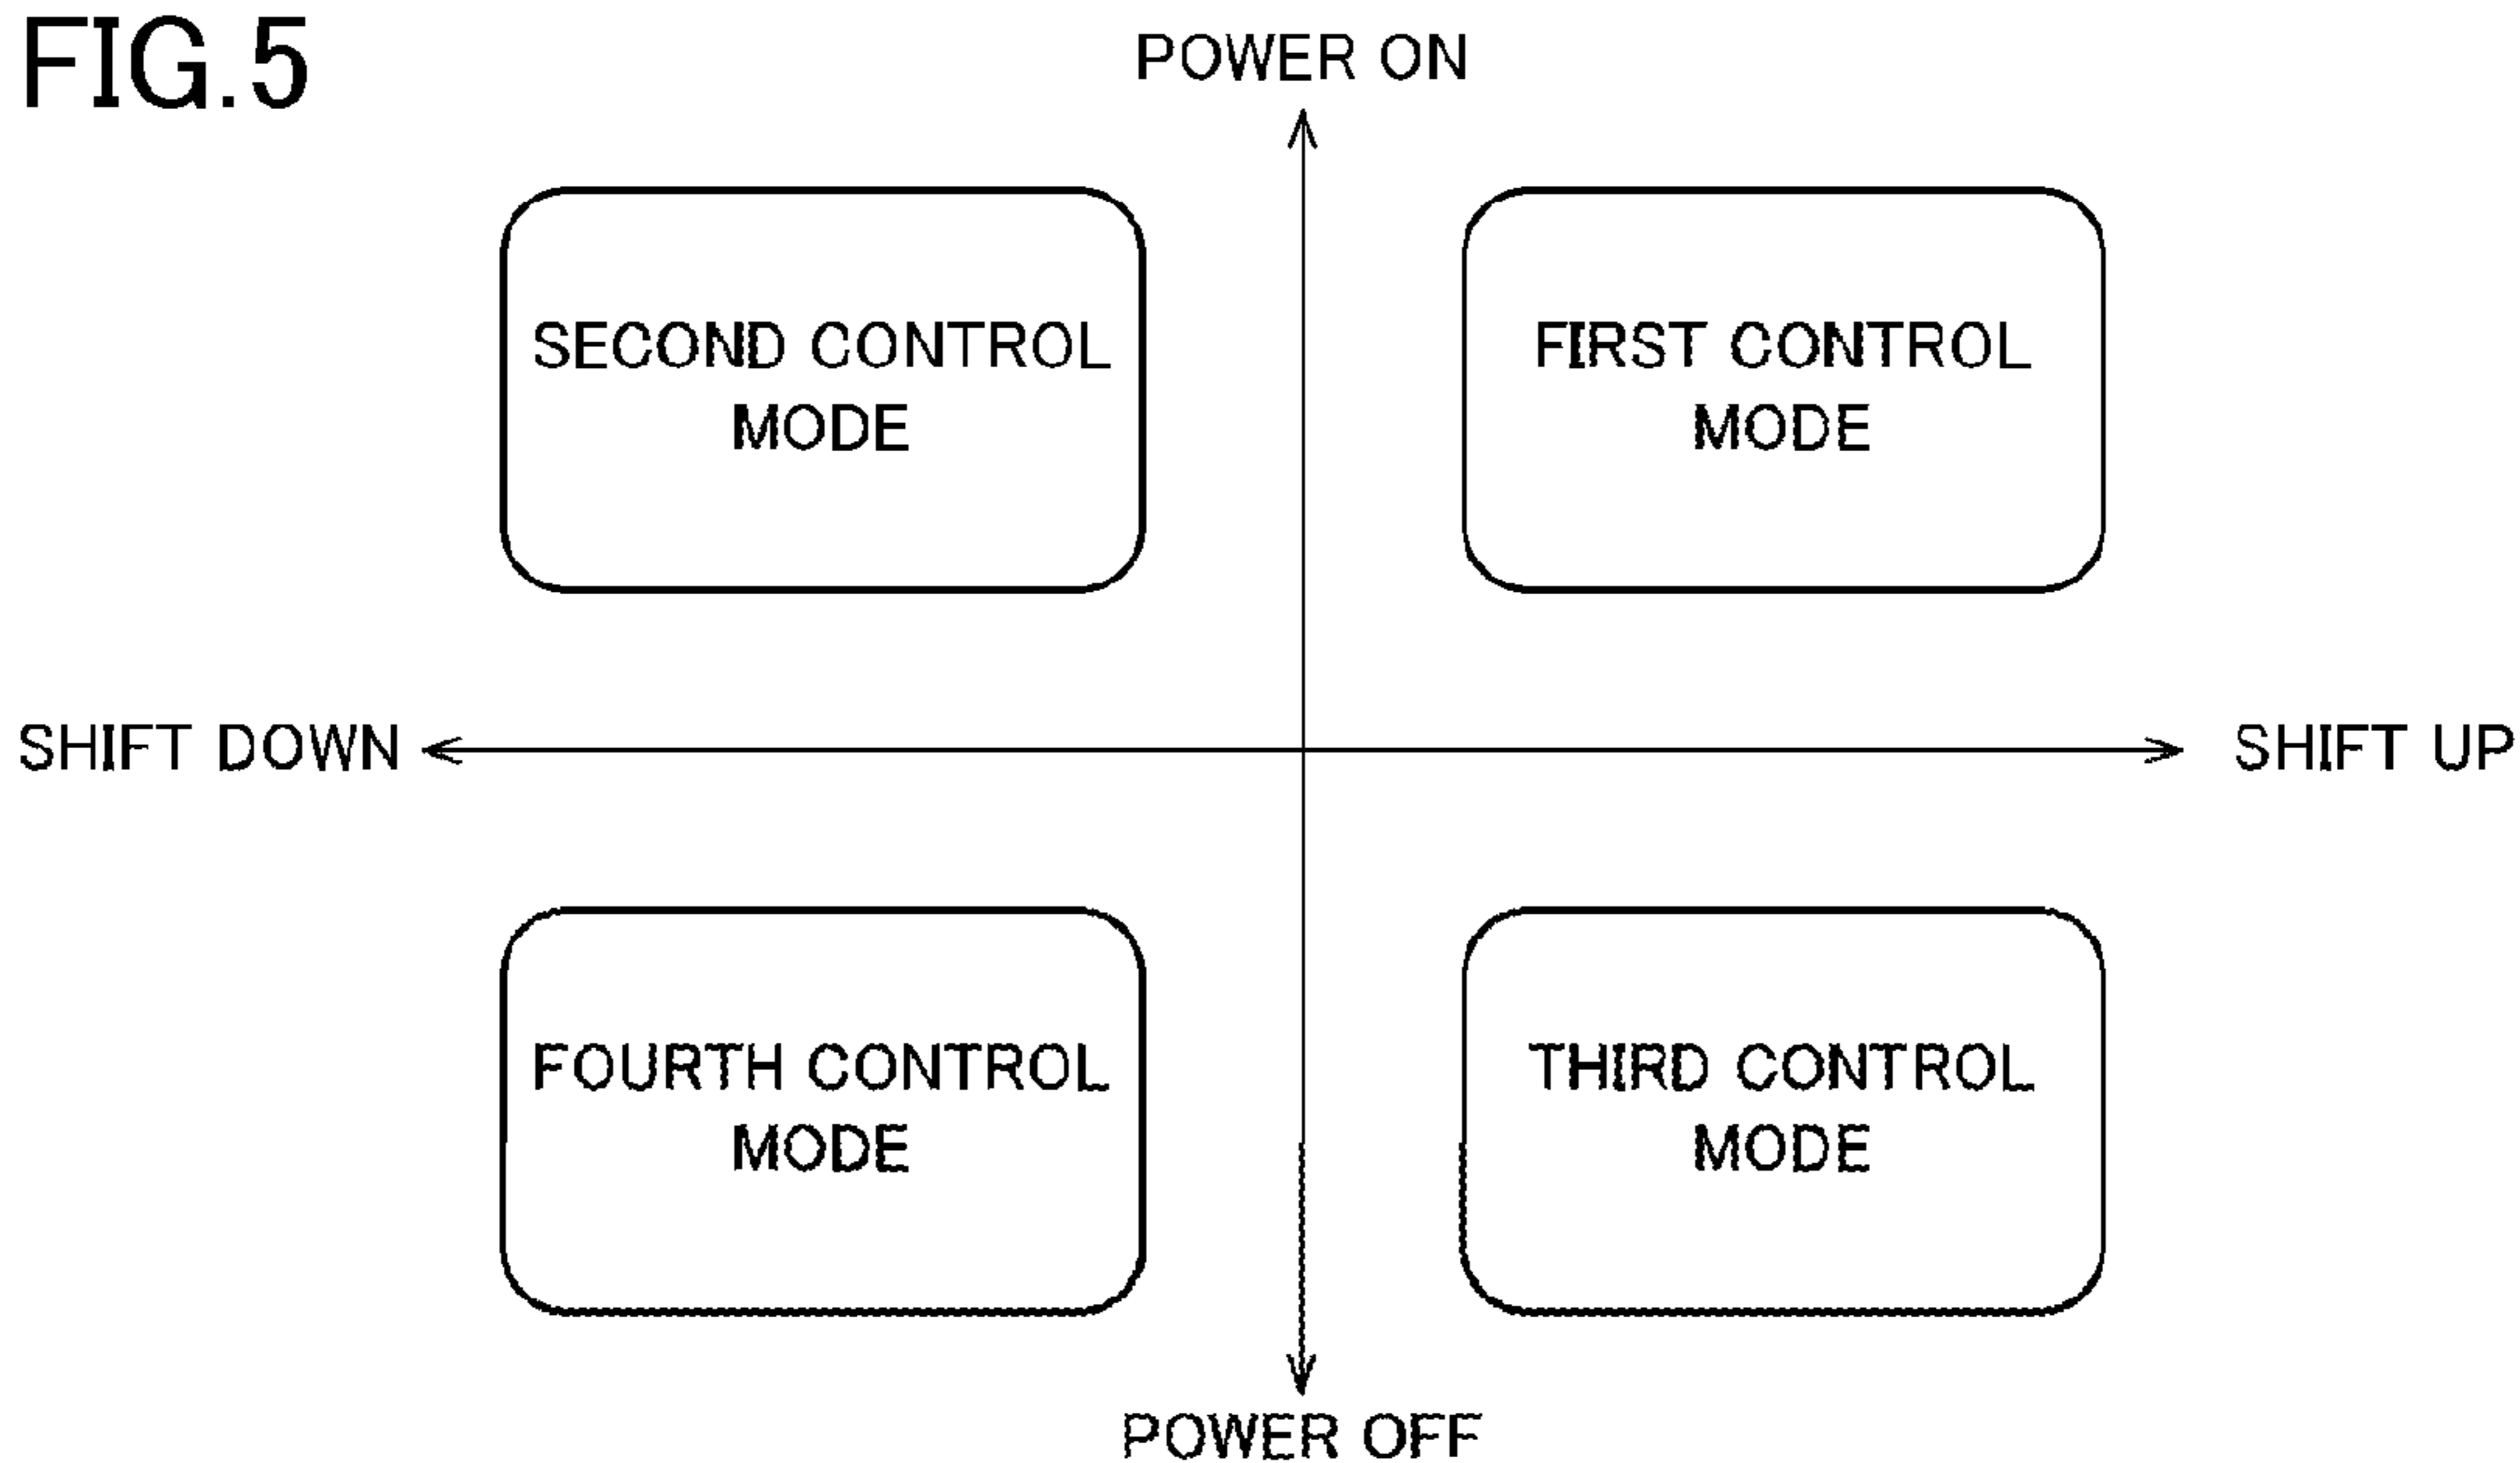 FIG.5
POWER ON
SECOND CONTROL
MODE
FIRST CONTROL
MODE
SHIFT DOWN
SHIFT UP
FOURTH CONTROL
MODE
THIRD CONTROL
MODE
POWER OFF